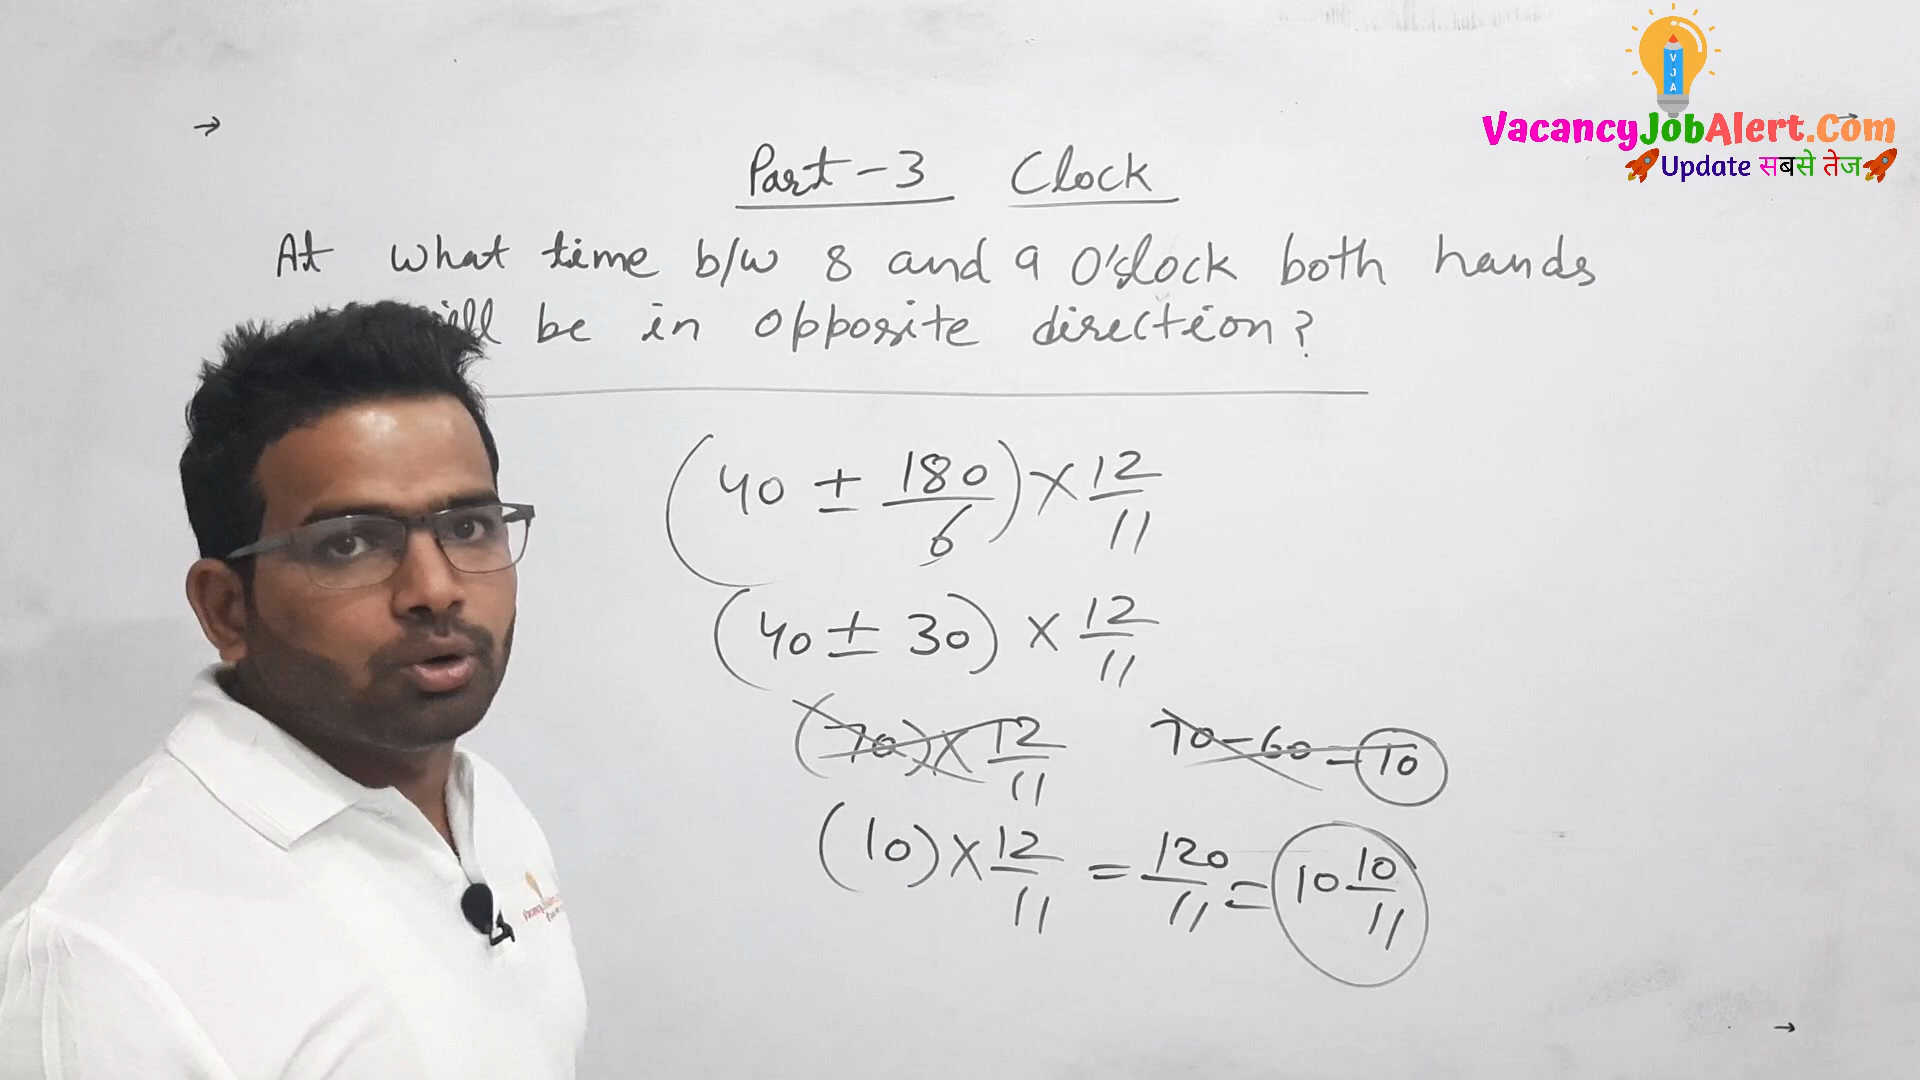 V
J
A
VacancyJobAlert.Com
Update सबसे तेज
Part-3 Clock
At what time b/w 8 and 9 O'clock both hands
will be in opposite direction?
(40 ± 180/6) × 12/11
(40 ± 30) × 12/11
(70) × 12/11 70-60=10
(10) × 12/11 = 120/11 = 10 10/11